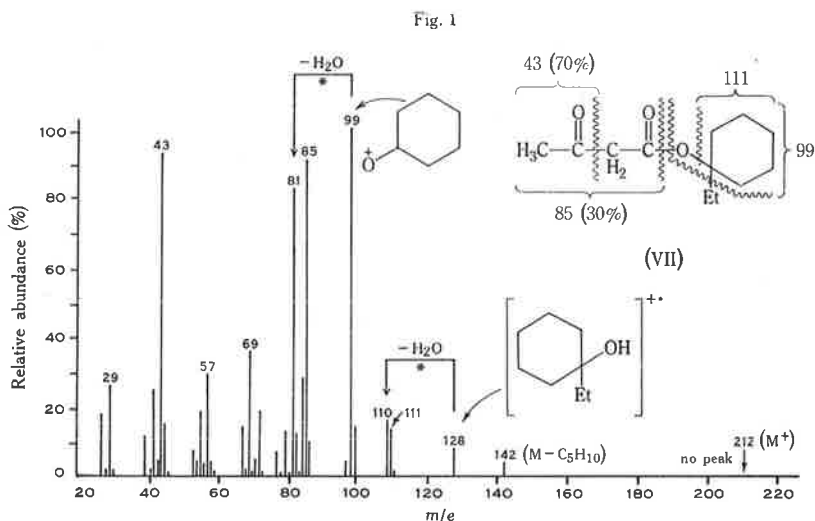 Fig. 1
43 (70%)
111
O
O
H₃C—C—C—C—O
H₂
Et
99
85 (30%)
(VII)
–H₂O
*
O
+
+•
OH
Et
–H₂O
*
Relative abundance (%)
100
80
60
40
20
0
29
43
57
69
81
85
99
110
111
128
142 (M–C₅H₁₀)
no peak
212 (M⁺)
20
40
60
80
100
120
140
160
180
200
220
m/e